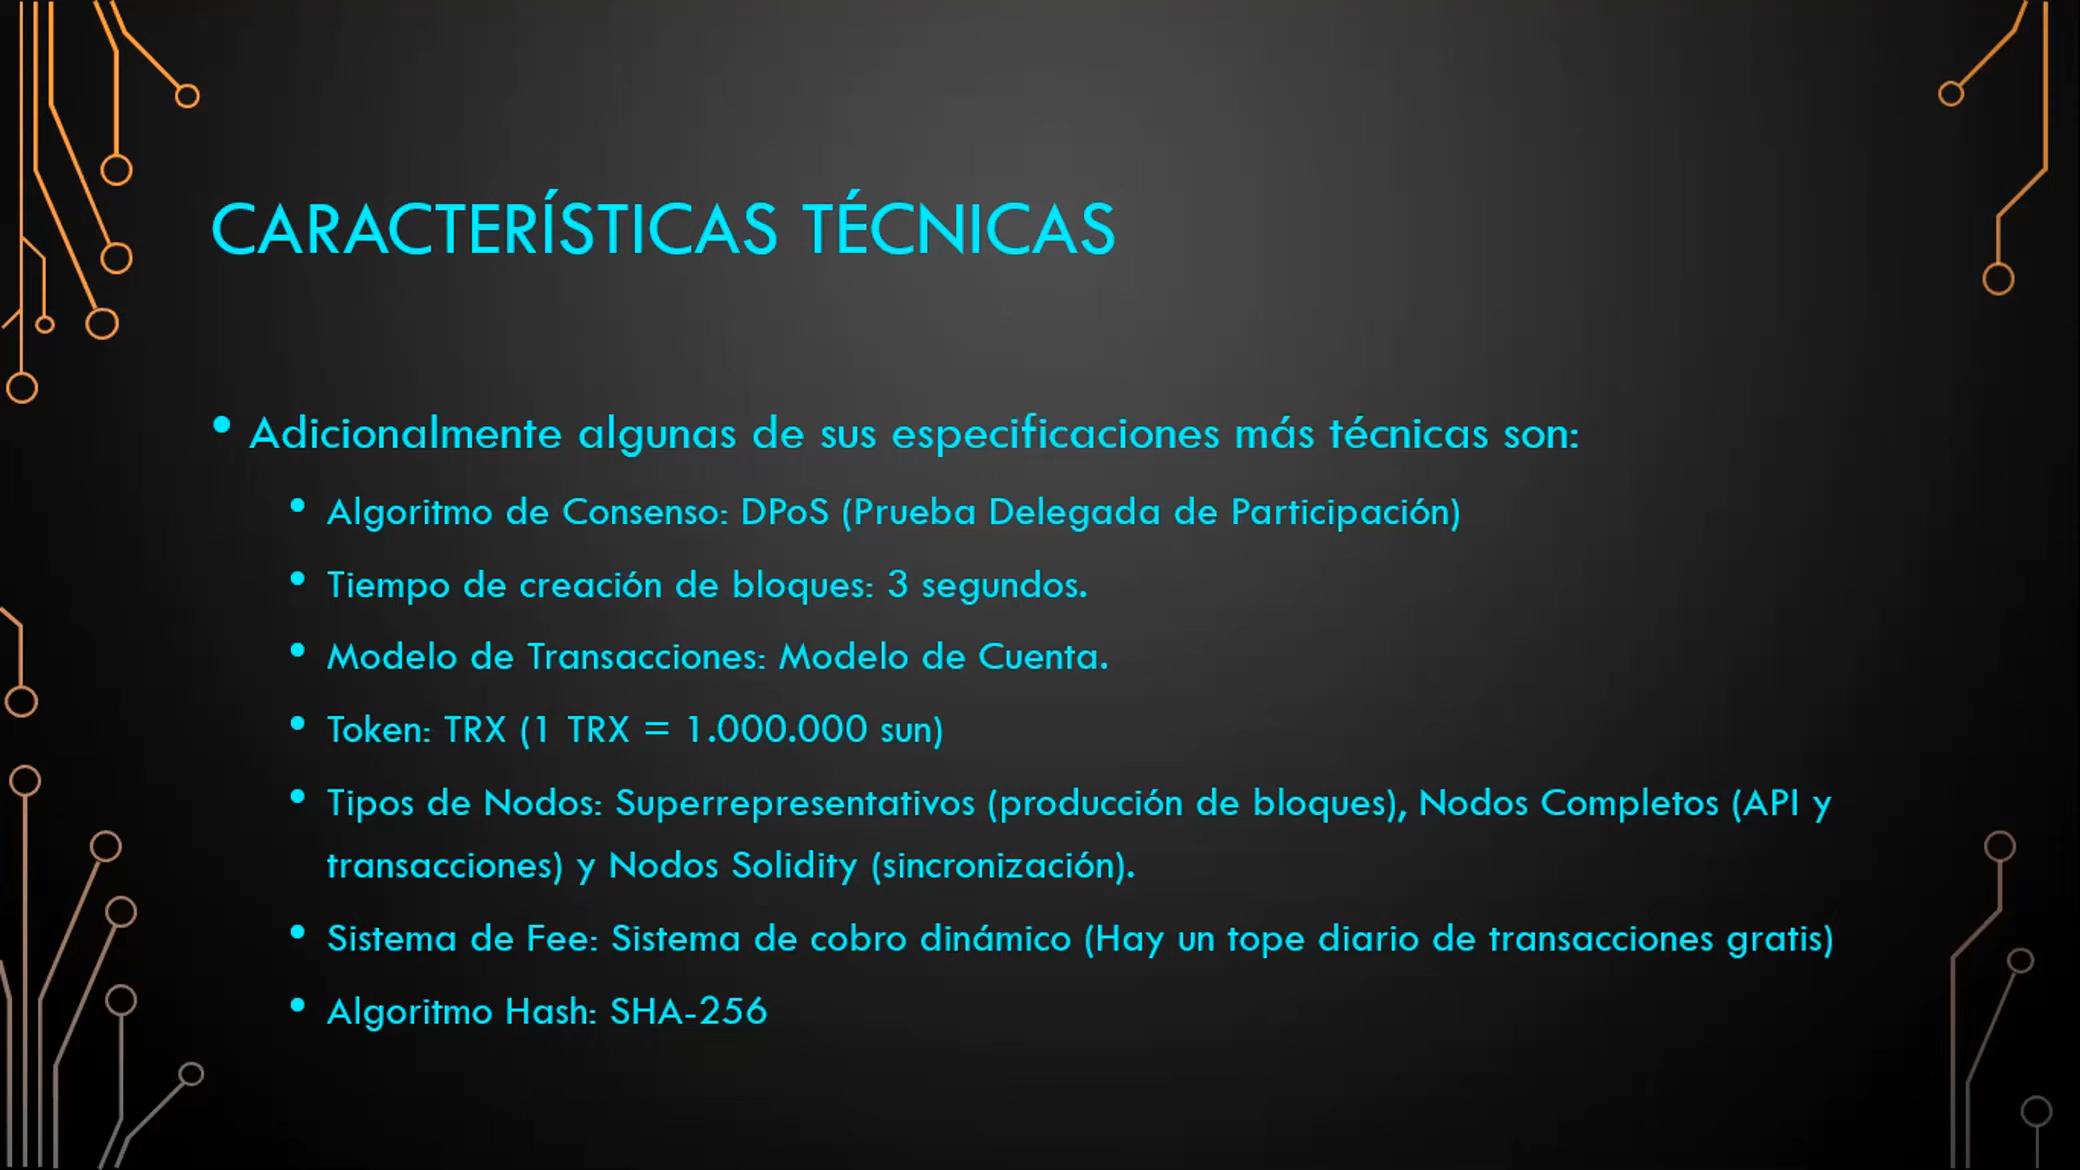 CARACTERÍSTICAS TÉCNICAS
• Adicionalmente algunas de sus especificaciones más técnicas son:
• Algoritmo de Consenso: DPoS (Prueba Delegada de Participación)
• Tiempo de creación de bloques: 3 segundos.
• Modelo de Transacciones: Modelo de Cuenta.
• Token: TRX (1 TRX = 1.000.000 sun)
• Tipos de Nodos: Superrepresentativos (producción de bloques), Nodos Completos (API y
transacciones) y Nodos Solidity (sincronización).
• Sistema de Fee: Sistema de cobro dinámico (Hay un tope diario de transacciones gratis)
• Algoritmo Hash: SHA-256